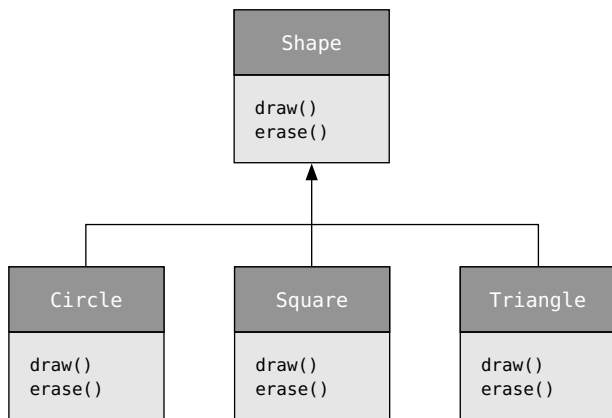 Shape
draw()
erase()
Circle
draw()
erase()
Square
draw()
erase()
Triangle
draw()
erase()